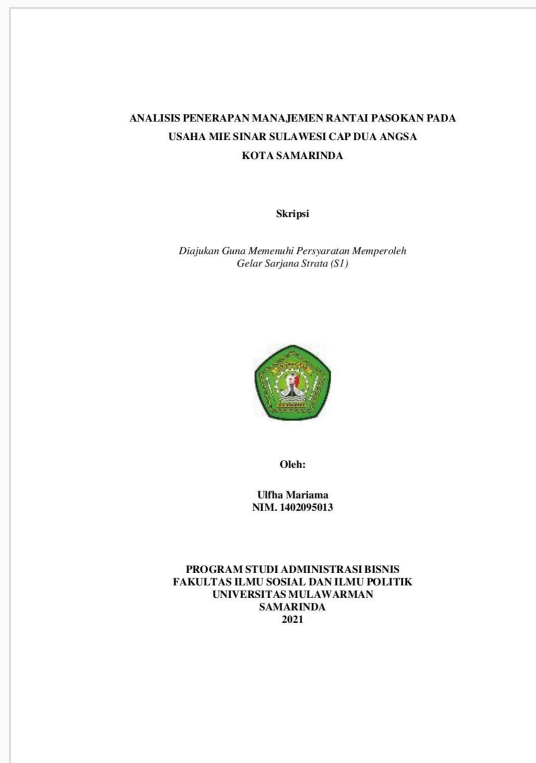 ANALISIS PENERAPAN MANAJEMEN RANTAI PASOKAN PADA
USAHA MIE SINAR SULAWESI CAP DUA ANGSA
KOTA SAMARINDA
Skripsi
Diajukan Guna Memenuhi Persyaratan Memperoleh
Gelar Sarjana Strata (S1)
Oleh:
Ulfha Mariama
NIM. 1402095013
PROGRAM STUDI ADMINISTRASI BISNIS
FAKULTAS ILMU SOSIAL DAN ILMU POLITIK
UNIVERSITAS MULAWARMAN
SAMARINDA
2021